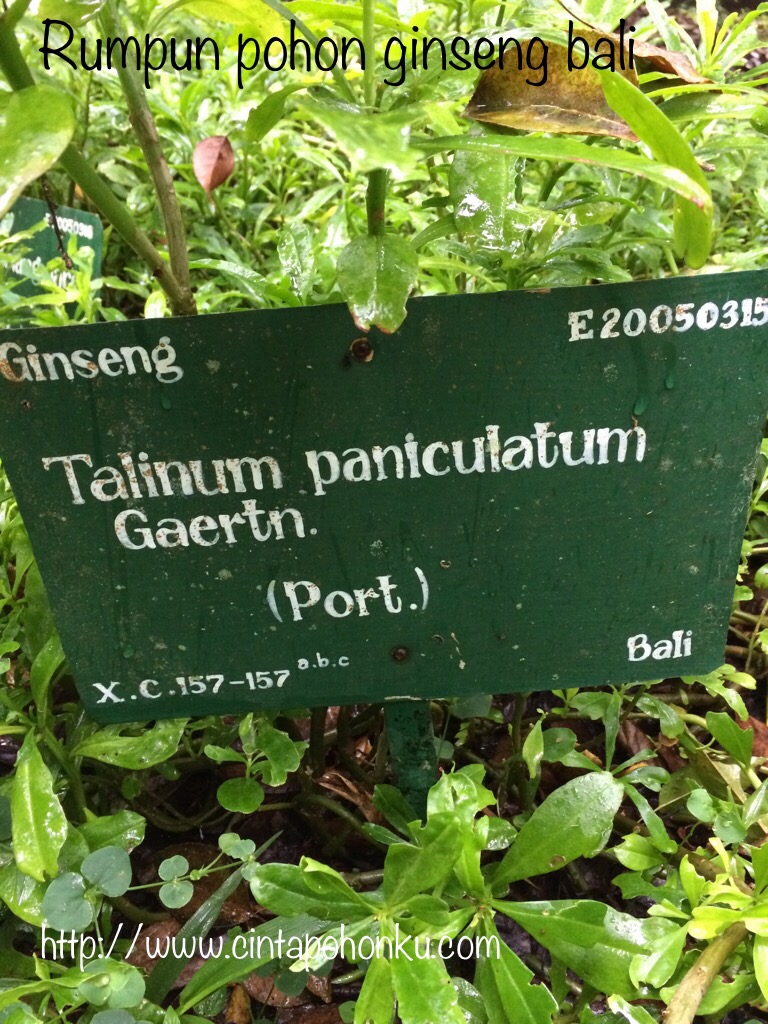 Rumpun pohon ginseng bali
Ginseng
E20050315
Talinum paniculatum
Gaertn.
(Port.)
X.C.157-157 a.b.c
Bali
http://www.cintapohonku.com